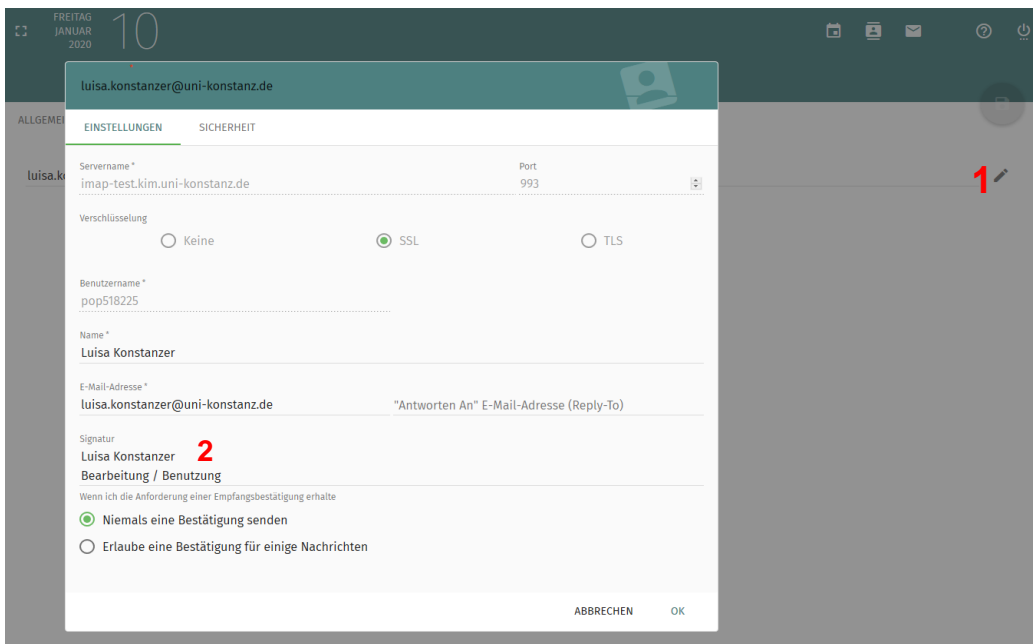 FREITAG
JANUAR
2020
10
luisa.konstanzer@uni-konstanz.de
ALLGEMEI
EINSTELLUNGEN SICHERHEIT
Servername * Port
luisa.k
imap-test.kim.uni-konstanz.de 993
1
Verschlüsselung
Keine SSL TLS
Benutzername *
pop518225
Name *
Luisa Konstanzer
E-Mail-Adresse *
luisa.konstanzer@uni-konstanz.de "Antworten An" E-Mail-Adresse (Reply-To)
Signatur
Luisa Konstanzer 2
Bearbeitung / Benutzung
Wenn ich die Anforderung einer Empfangsbestätigung erhalte
Niemals eine Bestätigung senden
Erlaube eine Bestätigung für einige Nachrichten
ABBRECHEN OK